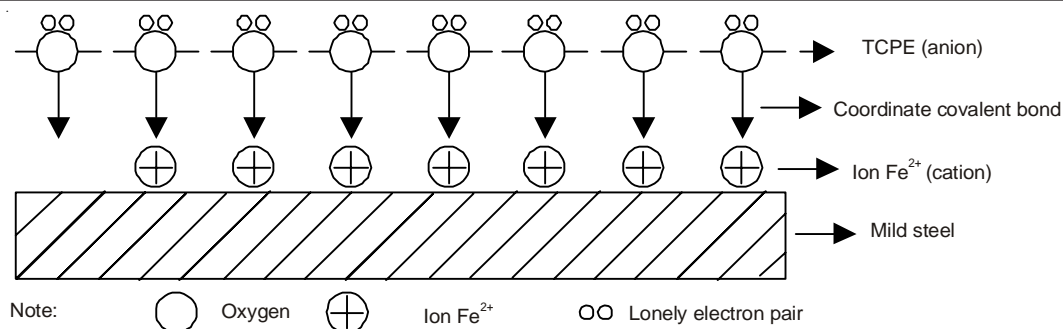 TCPE (anion)
Coordinate covalent bond
Ion Fe²⁺ (cation)
Mild steel
Note: Oxygen Ion Fe²⁺ Lonely electron pair